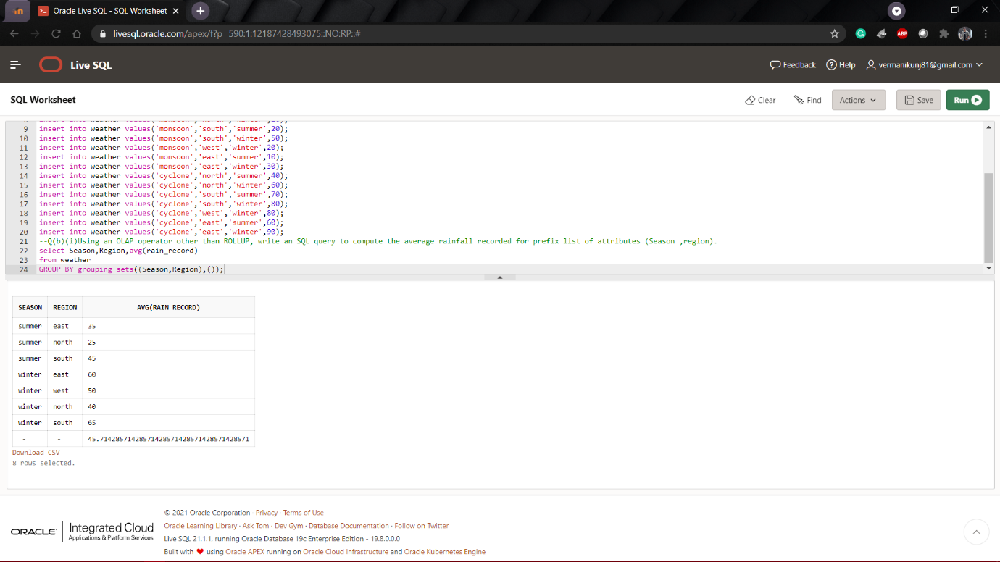 in
>_ Oracle Live SQL - SQL Worksheet
livesql.oracle.com/apex/f?p=590:1:12187428493075::NO:RP::#
ABP
Live SQL
Feedback
Help
vermanikunj81@gmail.com
SQL Worksheet
Clear
Find
Actions
Save
Run
9 insert into weather values('monsoon','south','summer',20);
10 insert into weather values('monsoon','south','winter',50);
11 insert into weather values('monsoon','west','winter',20);
12 insert into weather values('monsoon','east','summer',10);
13 insert into weather values('monsoon','east','winter',30);
14 insert into weather values('cyclone','north','summer',40);
15 insert into weather values('cyclone','north','winter',60);
16 insert into weather values('cyclone','south','summer',70);
17 insert into weather values('cyclone','south','winter',80);
18 insert into weather values('cyclone','west','winter',80);
19 insert into weather values('cyclone','east','summer',60);
20 insert into weather values('cyclone','east','winter',90);
21 --Q(b)(i)Using an OLAP operator other than ROLLUP, write an SQL query to compute the average rainfall recorded for prefix list of attributes (Season ,region).
22 select Season,Region,avg(rain_record)
23 from weather
24 GROUP BY grouping sets((Season,Region),());
SEASON REGION AVG(RAIN_RECORD)
summer east 35
summer north 25
summer south 45
winter east 60
winter west 50
winter north 40
winter south 65
- - 45.7142857142857142857142857142857142857​1
Download CSV
8 rows selected.
ORACLE Integrated Cloud
Applications & Platform Services
© 2021 Oracle Corporation · Privacy · Terms of Use
Oracle Learning Library · Ask Tom · Dev Gym · Database Documentation · Follow on Twitter
Live SQL 21.1.1, running Oracle Database 19c Enterprise Edition - 19.8.0.0.0
Built with ❤ using Oracle APEX running on Oracle Cloud Infrastructure and Oracle Kubernetes Engine